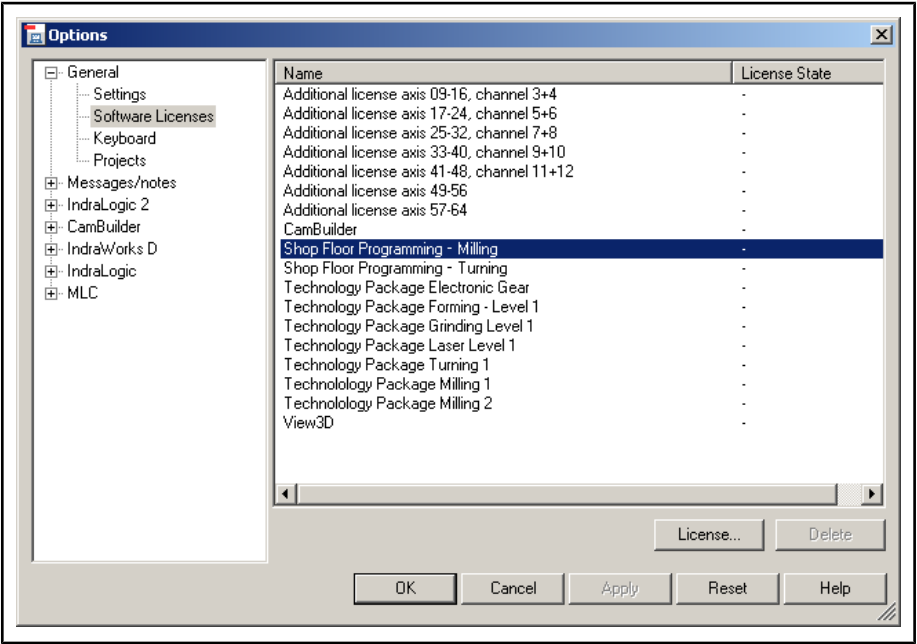 Options
General
Settings
Software Licenses
Keyboard
Projects
Messages/notes
IndraLogic 2
CamBuilder
IndraWorks D
IndraLogic
MLC
Name License State
Additional license axis 09-16, channel 3+4 -
Additional license axis 17-24, channel 5+6 -
Additional license axis 25-32, channel 7+8 -
Additional license axis 33-40, channel 9+10 -
Additional license axis 41-48, channel 11+12 -
Additional license axis 49-56 -
Additional license axis 57-64 -
CamBuilder -
Shop Floor Programming - Milling -
Shop Floor Programming - Turning -
Technology Package Electronic Gear -
Technology Package Forming - Level 1 -
Technology Package Grinding Level 1 -
Technology Package Laser Level 1 -
Technology Package Turning 1 -
Technolology Package Milling 1 -
Technolology Package Milling 2 -
View3D -
License... Delete
OK Cancel Apply Reset Help